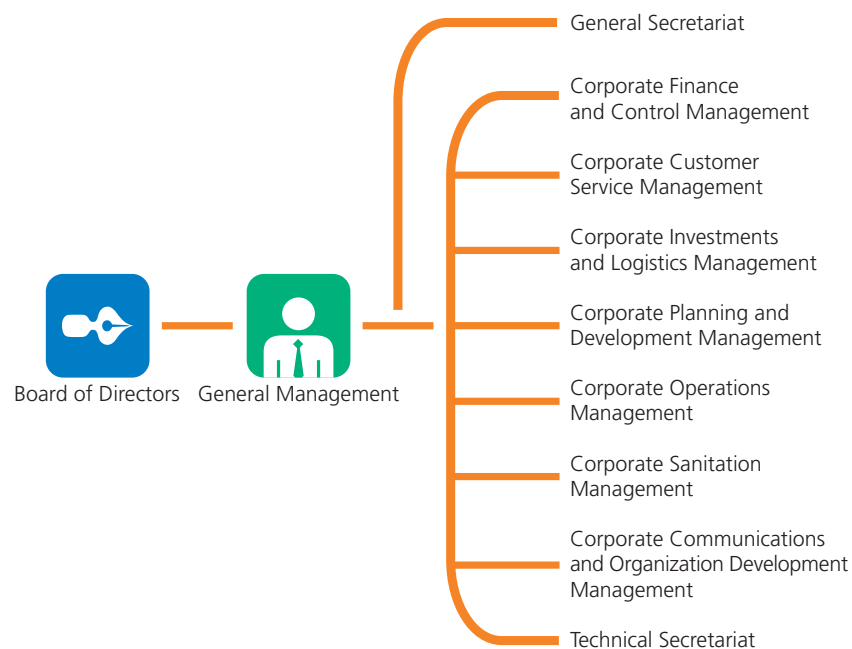 General Secretariat
Corporate Finance
and Control Management
Corporate Customer
Service Management
Corporate Investments
and Logistics Management
Corporate Planning and
Development Management
Board of Directors
General Management
Corporate Operations
Management
Corporate Sanitation
Management
Corporate Communications
and Organization Development
Management
Technical Secretariat